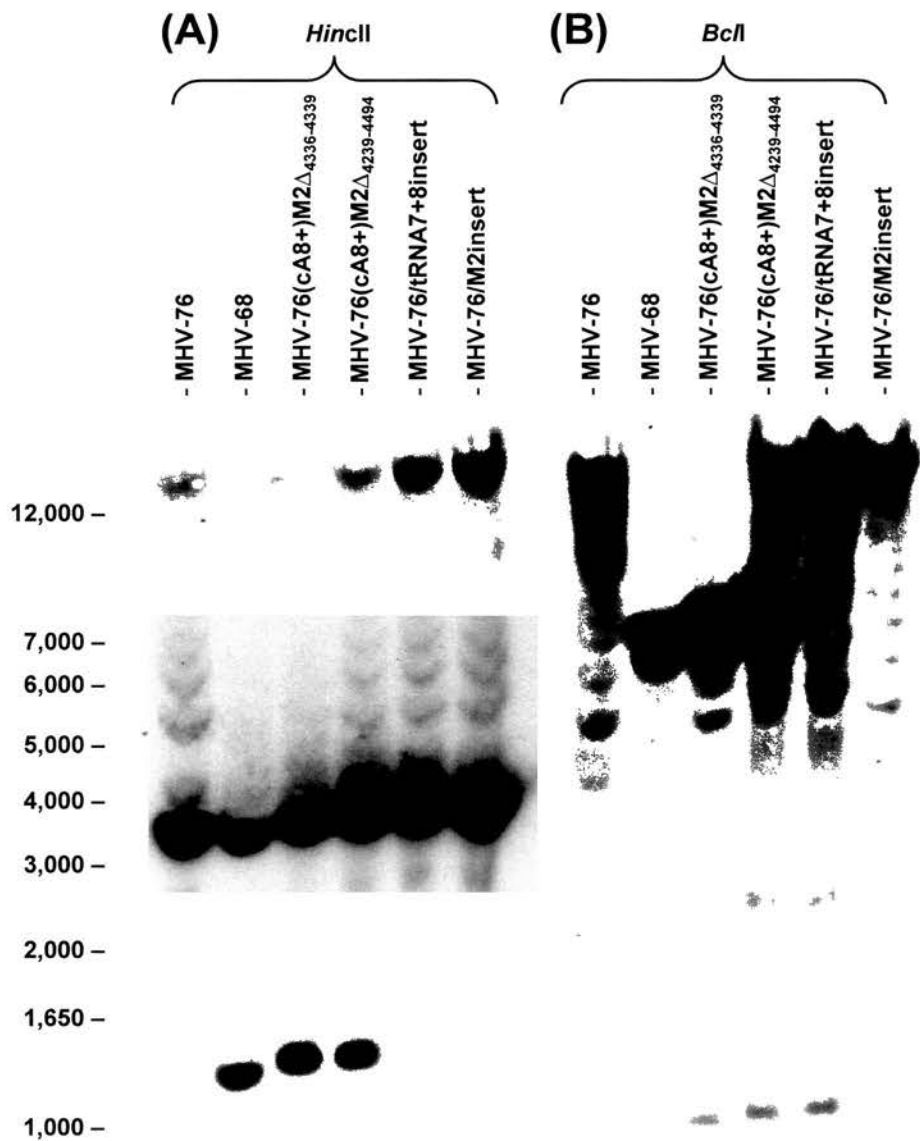 (A)
HincII
(B)
BclI
- MHV-76
- MHV-68
- MHV-76(cA8+)M2Δ4336-4339
- MHV-76(cA8+)M2Δ4239-4494
- MHV-76/tRNA7+8insert
- MHV-76/M2insert
- MHV-76
- MHV-68
- MHV-76(cA8+)M2Δ4336-4339
- MHV-76(cA8+)M2Δ4239-4494
- MHV-76/tRNA7+8insert
- MHV-76/M2insert
12,000 –
7,000 –
6,000 –
5,000 –
4,000 –
3,000 –
2,000 –
1,650 –
1,000 –